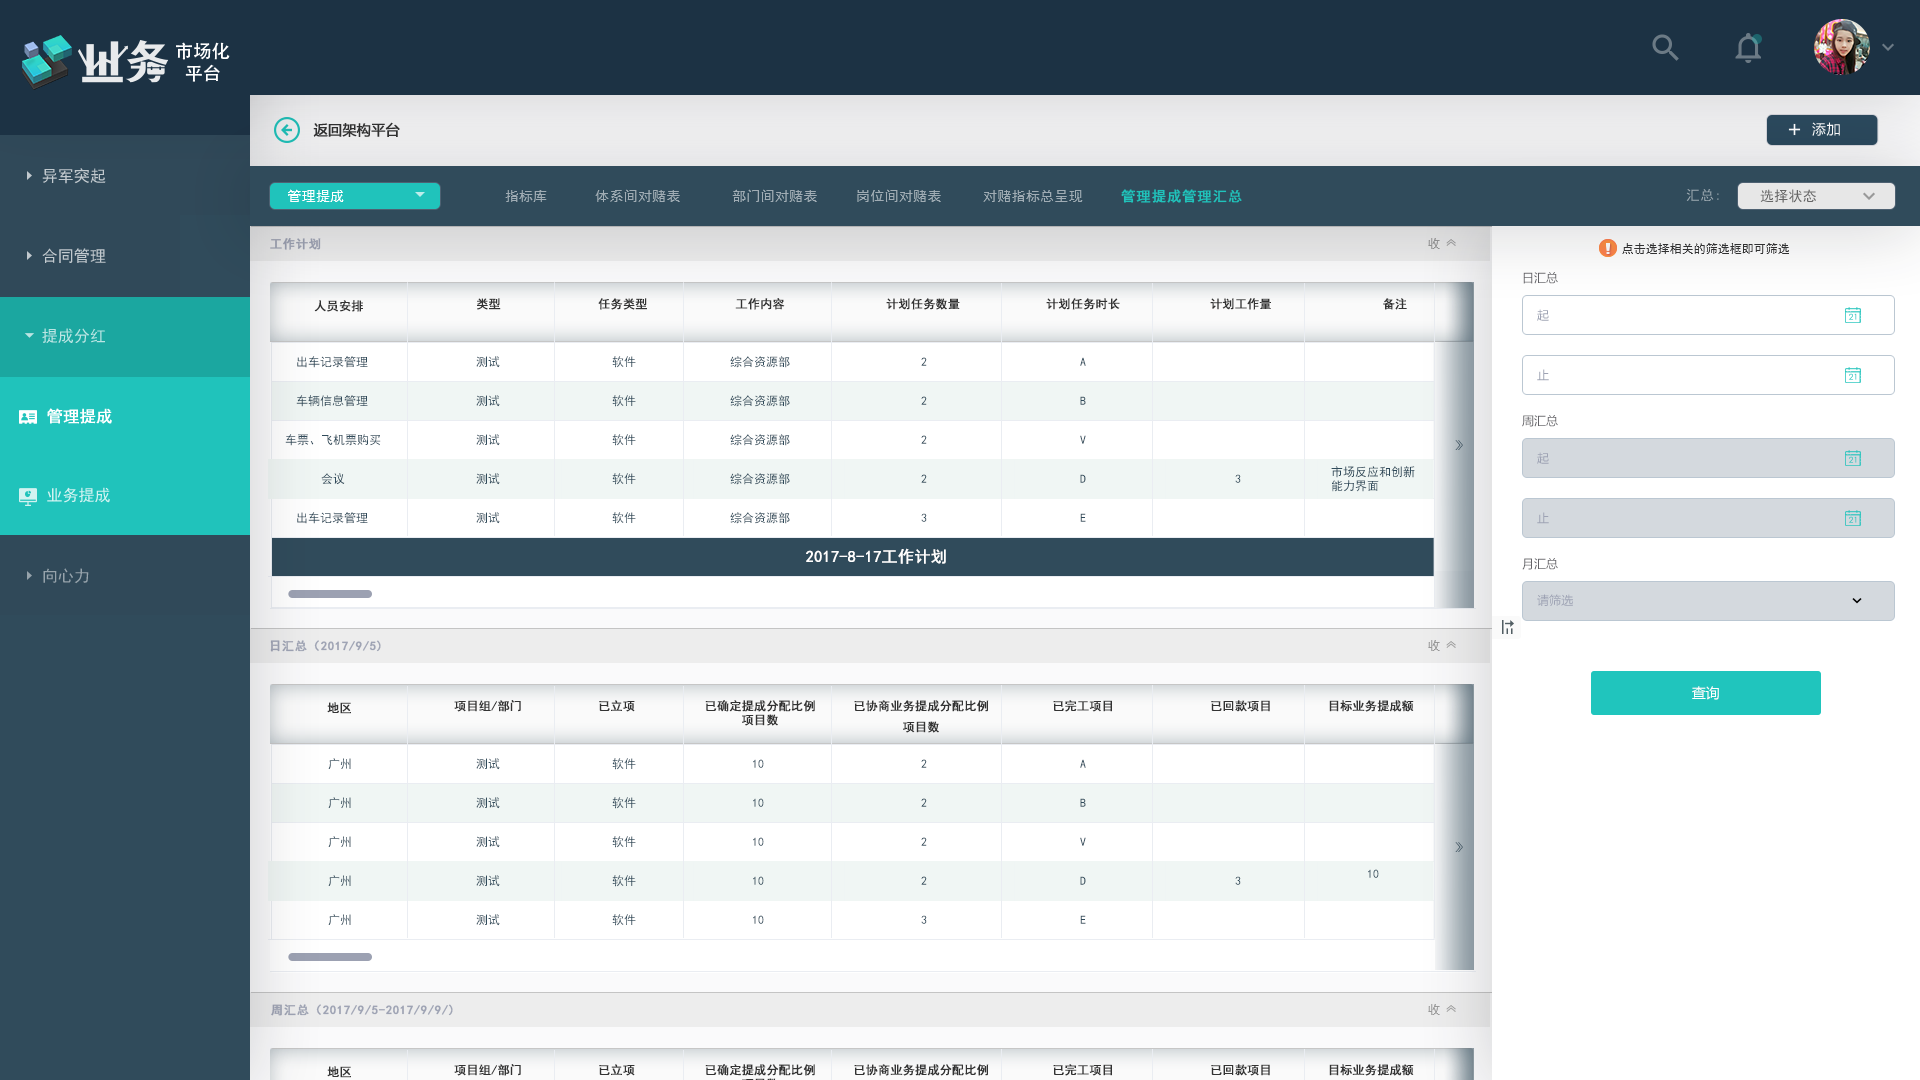 业务 市场化
平台
返回架构平台
+ 添加
异军突起
合同管理
提成分红
管理提成
业务提成
向心力
管理提成 指标库 体系间对赌表 部门间对赌表 岗位间对赌表 对赌指标总呈现 管理提成管理汇总 汇总： 选择状态
工作计划 收
人员安排 类型 任务类型 工作内容 计划任务数量 计划任务时长 计划工作量 备注
出车记录管理 测试 软件 综合资源部 2 A
车辆信息管理 测试 软件 综合资源部 2 B
车票、飞机票购买 测试 软件 综合资源部 2 V
会议 测试 软件 综合资源部 2 D 3 市场反应和创新
能力界面
出车记录管理 测试 软件 综合资源部 3 E
2017-8-17工作计划
日汇总（2017/9/5） 收
地区 项目组/部门 已立项 已确定提成分配比例
项目数 已协商业务提成分配比例
项目数 已完工项目 已回款项目 目标业务提成额
广州 测试 软件 10 2 A
广州 测试 软件 10 2 B
广州 测试 软件 10 2 V
广州 测试 软件 10 2 D 3 10
广州 测试 软件 10 3 E
周汇总（2017/9/5-2017/9/9/） 收
地区 项目组/部门 已立项 已确定提成分配比例 已协商业务提成分配比例 已完工项目 已回款项目 目标业务提成额
点击选择相关的筛选框即可筛选
日汇总
起 21
止 21
周汇总
起 21
止 21
月汇总
请筛选
查询